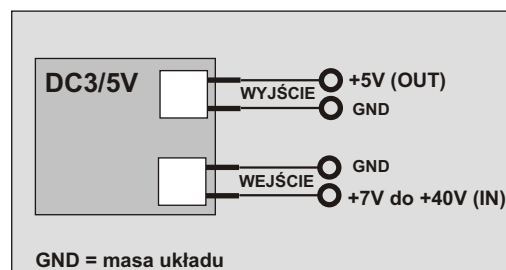 DC3/5V
WYJŚCIE
+5V (OUT)
GND
WEJŚCIE
GND
+7V do +40V (IN)
GND = masa układu